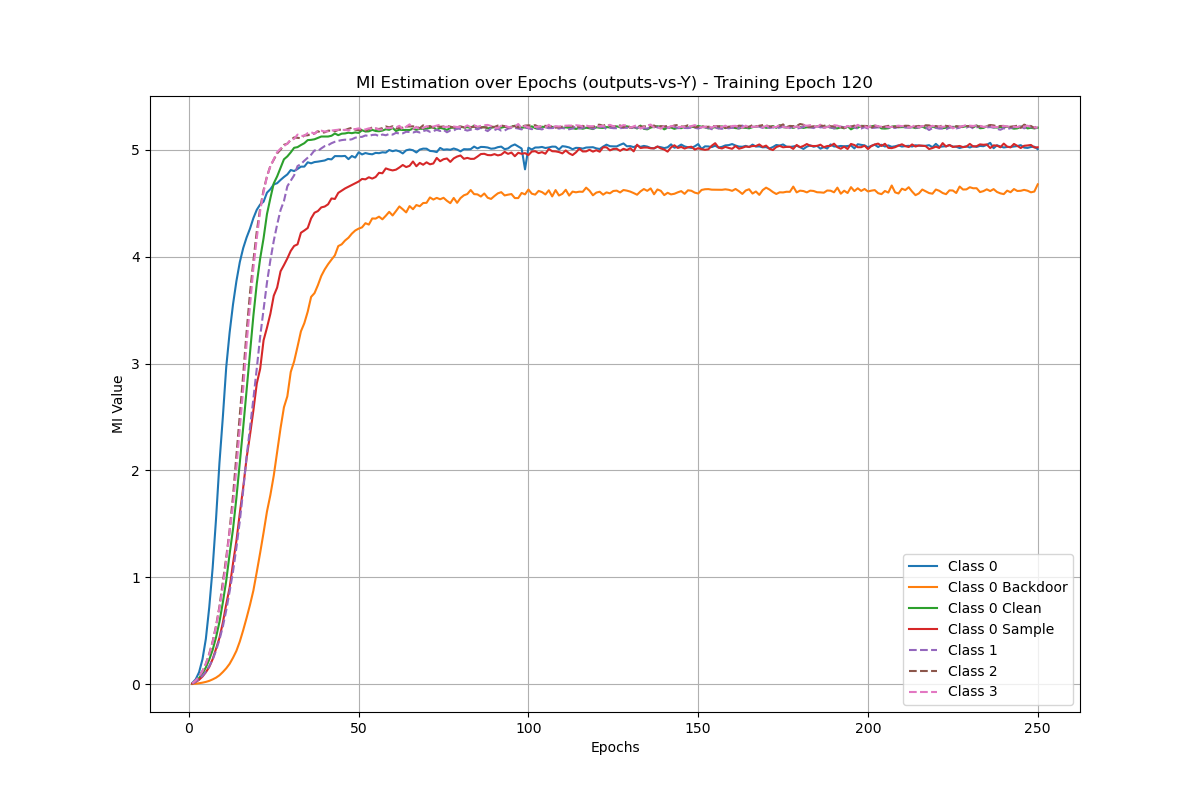 MI Estimation over Epochs (outputs-vs-Y) - Training Epoch 120
MI Value
5
4
3
2
1
0
0 50 100 150 200 250
Epochs
Class 0
Class 0 Backdoor
Class 0 Clean
Class 0 Sample
Class 1
Class 2
Class 3